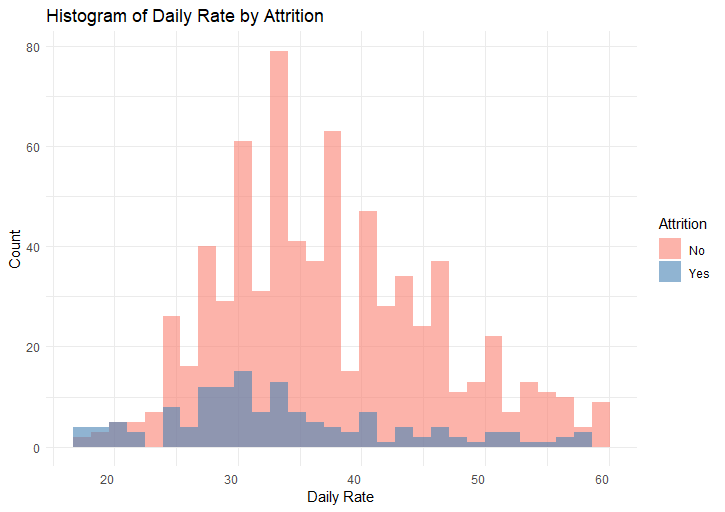 Histogram of Daily Rate by Attrition
80
60
40
20
0
Count
20 30 40 50 60
Daily Rate
Attrition
No
Yes